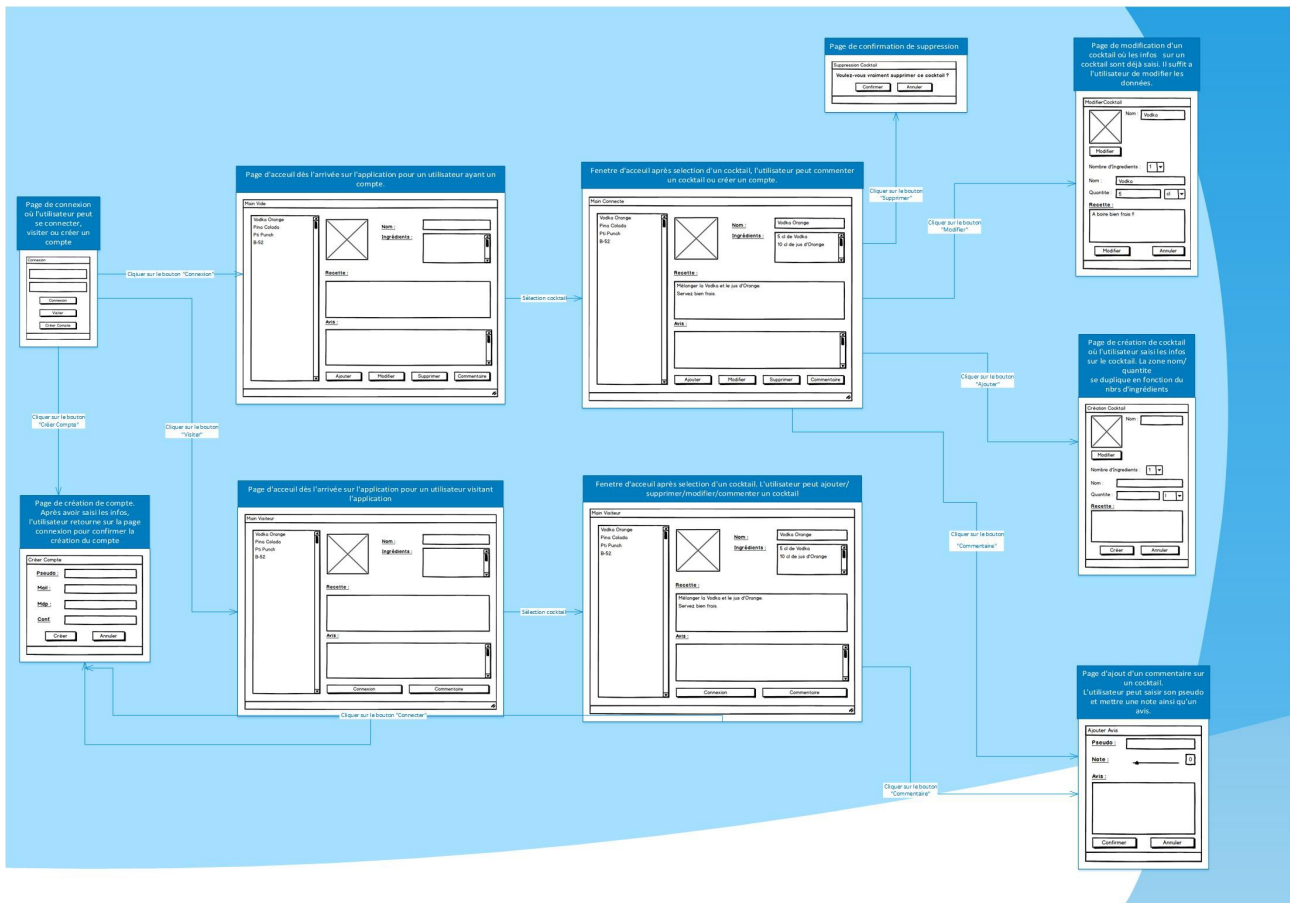 Page de confirmation de suppression
Suppression Cocktail
Voulez-vous vraiment supprimer ce cocktail ?
Confirmer Annuler
Page de modification d'un
cocktail où les infos sur un
cocktail sont déjà saisi. Il suffit a
l'utilisateur de modifier les
données.
ModifierCocktail
Nom : Vodka
Modifier
Nombre d'Ingredients : 1
Nom : Vodka
Quantite : 5 cl
Recette :
A boire bien frais !!
Modifier Annuler
Page de connexion
où l'utilisateur peut
se connecter,
visiter ou créer un
compte
Connexion
Connexion
Visiter
Créer Compte
Clqiuer sur le bouton "Connexion"
Page d'acceuil dès l'arrivée sur l'application pour un utilisateur ayant un
compte.
Main Vide
Vodka Orange
Pina Colada
Pti Punch
B-52
Nom :
Ingrédients :
Recette :
Avis :
Ajouter Modifier Supprimer Commentaire
Sélection cocktail
Fenetre d'acceuil après selection d'un cocktail, l'utilisateur peut commenter
un cocktail ou créer un compte.
Main Connecte
Vodka Orange
Pina Colada
Pti Punch
B-52
Nom : Vodka Orange
Ingrédients : 5 cl de Vodka
10 cl de jus d'Orange
Recette :
Mélanger la Vodka et le jus d'Orange.
Servez bien frais.
Avis :
Ajouter Modifier Supprimer Commentaire
Cliquer sur le bouton
"Supprimer"
Cliquer sur le bouton
"Modifier"
Cliquer sur le bouton
"Ajouter"
Page de création de cocktail
où l'utilisateur saisi les infos
sur le cocktail. La zone nom/
quantite
se duplique en fonction du
nbrs d'ingrédients
Création Cocktail
Nom :
Modifier
Nombre d'Ingredients : 1
Nom :
Quantite : l
Recette :
Créer Annuler
Cliquer sur le bouton
"Créer Compte"
Cliquer sur le bouton
"Visiter"
Page de création de compte.
Après avoir saisi les infos,
l'utilisateur retourne sur la page
connexion pour confirmer la
création du compte
Créer Compte
Pseudo :
Mail :
Mdp :
Conf
Créer Annuler
Page d'acceuil dès l'arrivée sur l'application pour un utilisateur visitant
l'application
Main Visiteur
Vodka Orange
Pina Colada
Pti Punch
B-52
Nom :
Ingrédients :
Recette :
Avis :
Connexion Commentaire
Sélection cocktail
Fenetre d'acceuil après selection d'un cocktail. L'utilisateur peut ajouter/
supprimer/modifier/commenter un cocktail
Main Visiteur
Vodka Orange
Pina Colada
Pti Punch
B-52
Nom : Vodka Orange
Ingrédients : 5 cl de Vodka
10 cl de jus d'Orange
Recette :
Mélanger la Vodka et le jus d'Orange.
Servez bien frais.
Avis :
Connexion Commentaire
Cliquer sur le bouton "Connecter"
Cliquer sur le bouton
"Commentaire"
Cliquer sur le bouton
"Commentaire"
Page d'ajout d'un commentaire sur
un cocktail.
L'utilisateur peut saisir son pseudo
et mettre une note ainsi qu'un
avis.
Ajouter Avis
Pseudo :
Note : 0
Avis :
Confirmer Annuler